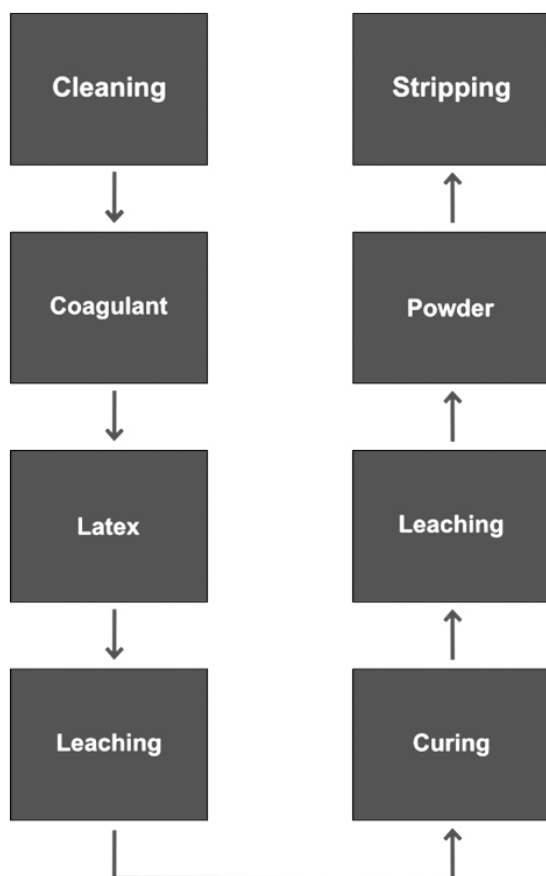 Cleaning
Coagulant
Latex
Leaching
Curing
Leaching
Powder
Stripping